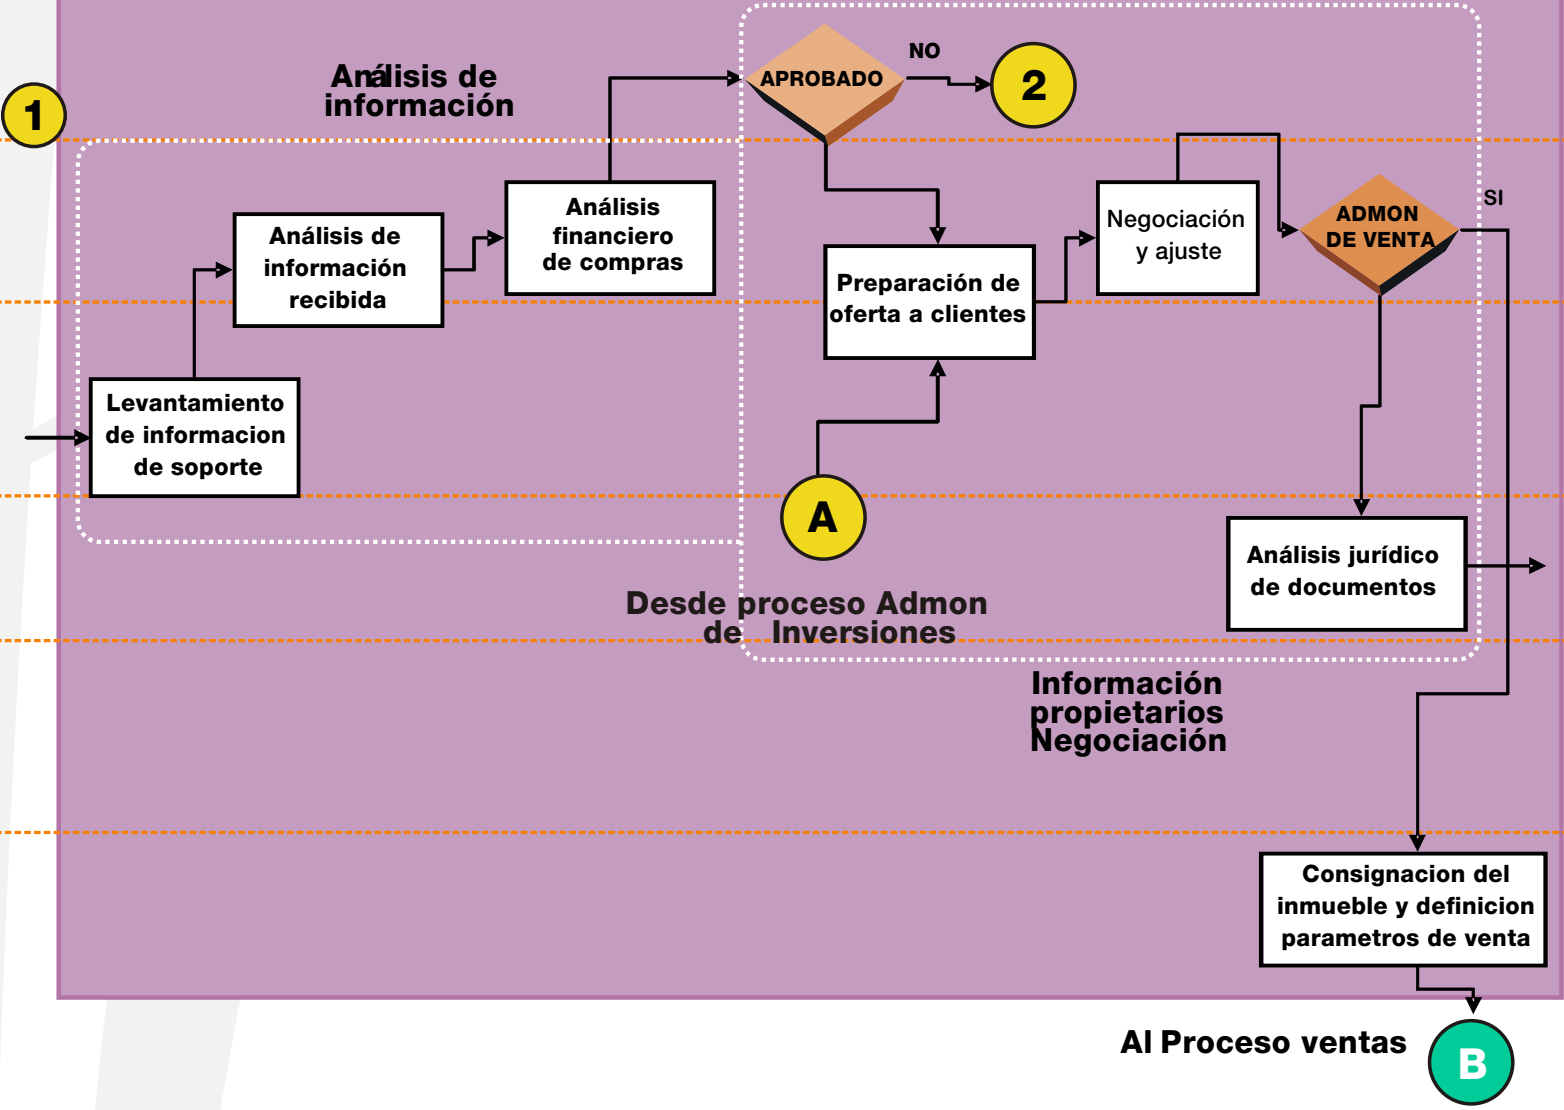 1
Análisis de
información
APROBADO
NO
2
Análisis
financiero
de compras
Análisis de
información
recibida
Levantamiento
de informacion
de soporte
Preparación de
oferta a clientes
Negociación
y ajuste
ADMON
DE VENTA
SI
A
Desde proceso Admon
de Inversiones
Análisis jurídico
de documentos
Información
propietarios
Negociación
Consignacion del
inmueble y definicion
parametros de venta
Al Proceso ventas
B